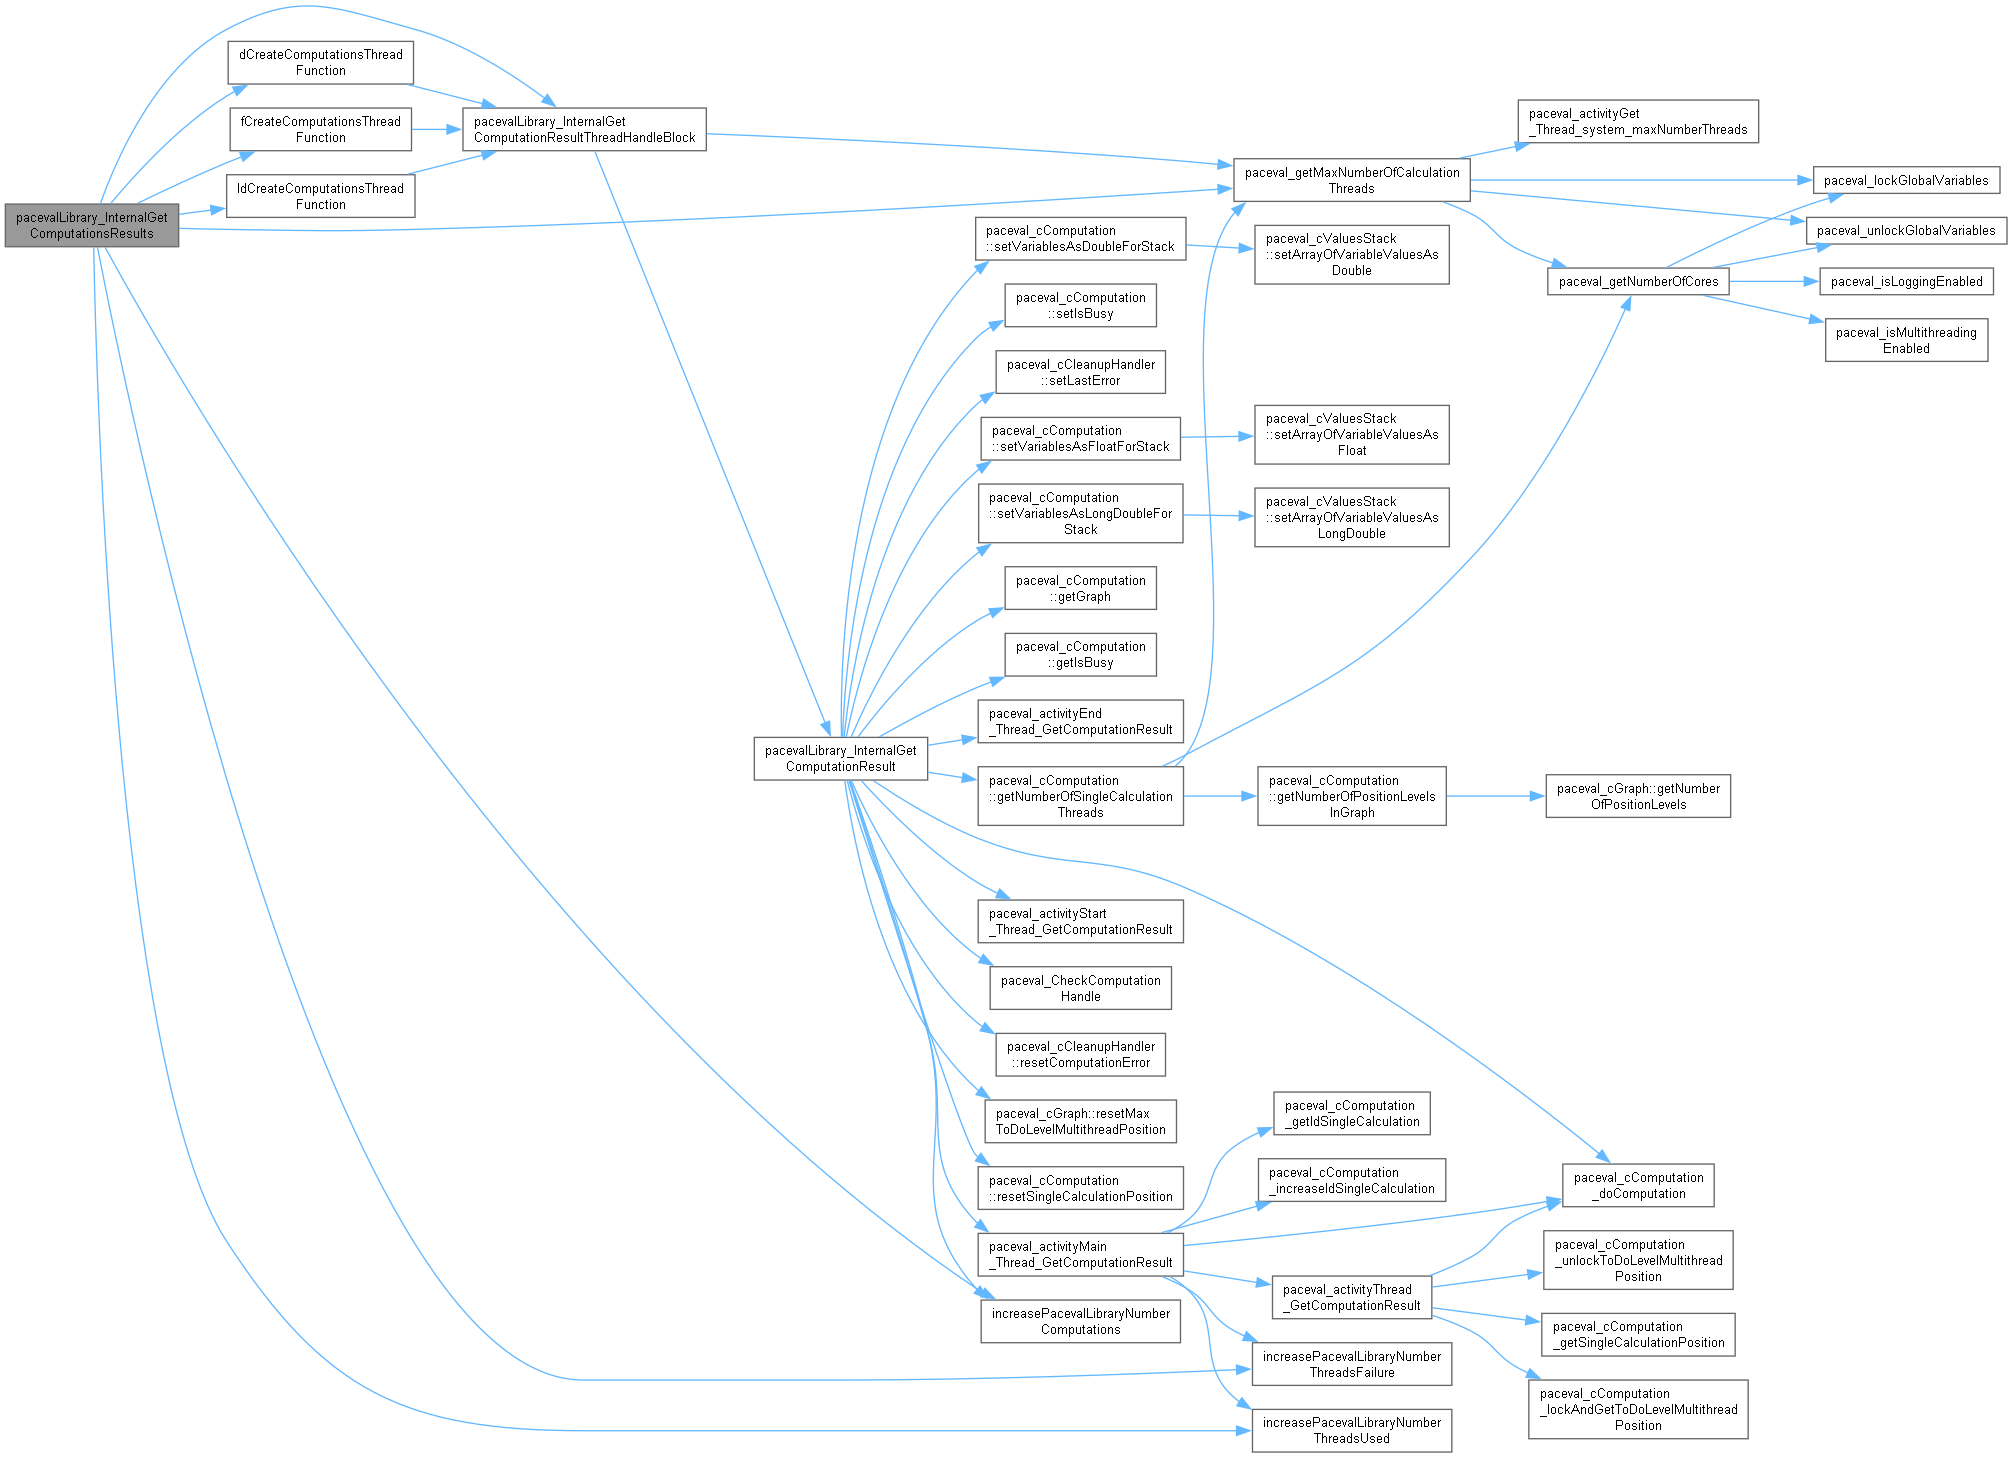 pacevalLibrary_InternalGet
ComputationsResults
dCreateComputationsThread
Function
fCreateComputationsThread
Function
ldCreateComputationsThread
Function
pacevalLibrary_InternalGet
ComputationResultThreadHandleBlock
pacevalLibrary_InternalGet
ComputationResult
paceval_cComputation
::setVariablesAsDoubleForStack
paceval_cComputation
::setIsBusy
paceval_cCleanupHandler
::setLastError
paceval_cComputation
::setVariablesAsFloatForStack
paceval_cComputation
::setVariablesAsLongDoubleFor
Stack
paceval_cComputation
::getGraph
paceval_cComputation
::getIsBusy
paceval_activityEnd
_Thread_GetComputationResult
paceval_cComputation
::getNumberOfSingleCalculation
Threads
paceval_activityStart
_Thread_GetComputationResult
paceval_CheckComputation
Handle
paceval_cCleanupHandler
::resetComputationError
paceval_cGraph::resetMax
ToDoLevelMultithreadPosition
paceval_cComputation
::resetSingleCalculationPosition
paceval_activityMain
_Thread_GetComputationResult
increasePacevalLibraryNumber
Computations
paceval_getMaxNumberOfCalculation
Threads
paceval_cValuesStack
::setArrayOfVariableValuesAs
Double
paceval_cValuesStack
::setArrayOfVariableValuesAs
Float
paceval_cValuesStack
::setArrayOfVariableValuesAs
LongDouble
paceval_cComputation
::getNumberOfPositionLevels
InGraph
paceval_cComputation
_getIdSingleCalculation
paceval_cComputation
_increaseIdSingleCalculation
paceval_activityThread
_GetComputationResult
increasePacevalLibraryNumber
ThreadsFailure
increasePacevalLibraryNumber
ThreadsUsed
paceval_activityGet
_Thread_system_maxNumberThreads
paceval_getNumberOfCores
paceval_cGraph::getNumber
OfPositionLevels
paceval_cComputation
_doComputation
paceval_cComputation
_unlockToDoLevelMultithread
Position
paceval_cComputation
_getSingleCalculationPosition
paceval_cComputation
_lockAndGetToDoLevelMultithread
Position
paceval_lockGlobalVariables
paceval_unlockGlobalVariables
paceval_isLoggingEnabled
paceval_isMultithreading
Enabled